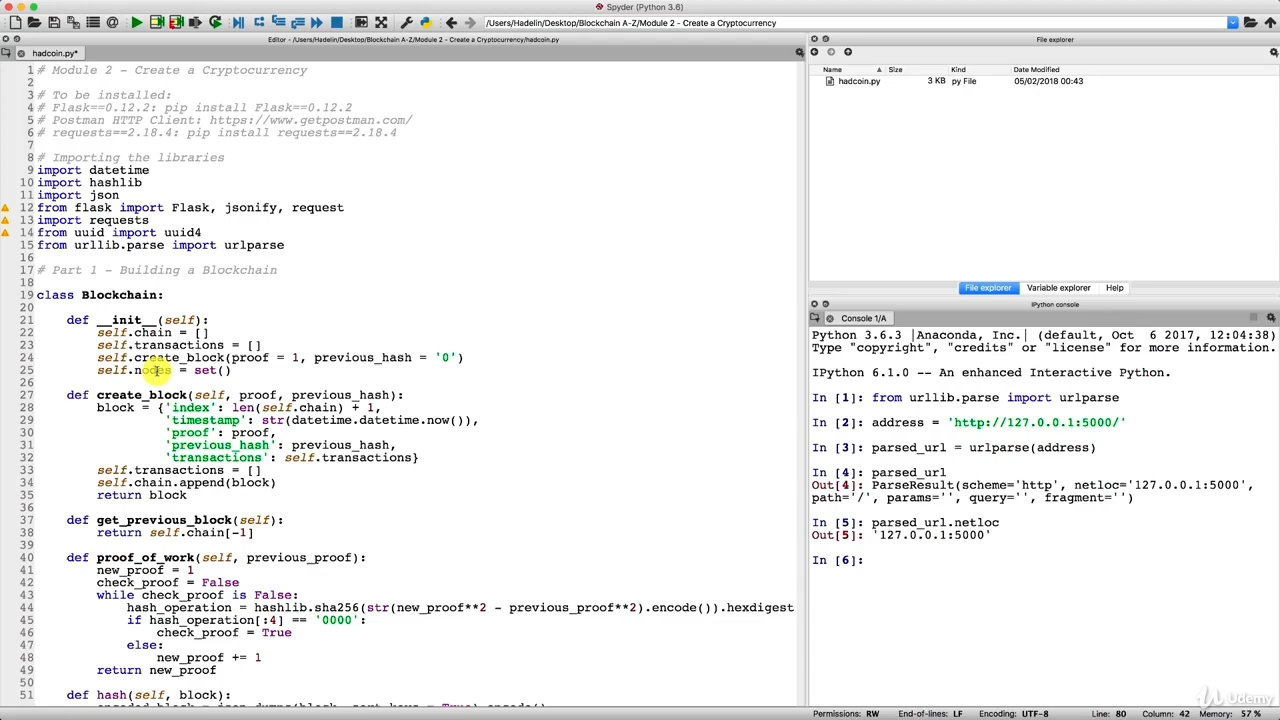 Spyder (Python 3.6)
/Users/Hadelin/Desktop/Blockchain A-Z/Module 2 - Create a Cryptocurrency
Editor - /Users/Hadelin/Desktop/Blockchain A-Z/Module 2 - Create a Cryptocurrency/hadcoin.py
hadcoin.py*
1 # Module 2 - Create a Cryptocurrency
2
3 # To be installed:
4 # Flask==0.12.2: pip install Flask==0.12.2
5 # Postman HTTP Client: https://www.getpostman.com/
6 # requests==2.18.4: pip install requests==2.18.4
7
8 # Importing the libraries
9 import datetime
10 import hashlib
11 import json
12 from flask import Flask, jsonify, request
13 import requests
14 from uuid import uuid4
15 from urllib.parse import urlparse
16
17 # Part 1 - Building a Blockchain
18
19 class Blockchain:
20
21 def __init__(self):
22 self.chain = []
23 self.transactions = []
24 self.create_block(proof = 1, previous_hash = '0')
25 self.nodes = set()
26
27 def create_block(self, proof, previous_hash):
28 block = {'index': len(self.chain) + 1,
29 'timestamp': str(datetime.datetime.now()),
30 'proof': proof,
31 'previous_hash': previous_hash,
32 'transactions': self.transactions}
33 self.transactions = []
34 self.chain.append(block)
35 return block
36
37 def get_previous_block(self):
38 return self.chain[-1]
39
40 def proof_of_work(self, previous_proof):
41 new_proof = 1
42 check_proof = False
43 while check_proof is False:
44 hash_operation = hashlib.sha256(str(new_proof**2 - previous_proof**2).encode()).hexdigest
45 if hash_operation[:4] == '0000':
46 check_proof = True
47 else:
48 new_proof += 1
49 return new_proof
50
51 def hash(self, block):
File explorer
Name Size Kind Date Modified
hadcoin.py 3 KB py File 05/02/2018 00:43
File explorer Variable explorer Help
IPython console
Console 1/A
Python 3.6.3 |Anaconda, Inc.| (default, Oct 6 2017, 12:04:38)
Type "copyright", "credits" or "license" for more information.
IPython 6.1.0 -- An enhanced Interactive Python.
In [1]: from urllib.parse import urlparse
In [2]: address = 'http://127.0.0.1:5000/'
In [3]: parsed_url = urlparse(address)
In [4]: parsed_url
Out[4]: ParseResult(scheme='http', netloc='127.0.0.1:5000',
path='/', params='', query='', fragment='')
In [5]: parsed_url.netloc
Out[5]: '127.0.0.1:5000'
In [6]:
Udemy
Permissions: RW End-of-lines: LF Encoding: UTF-8 Line: 80 Column: 42 Memory: 57 %